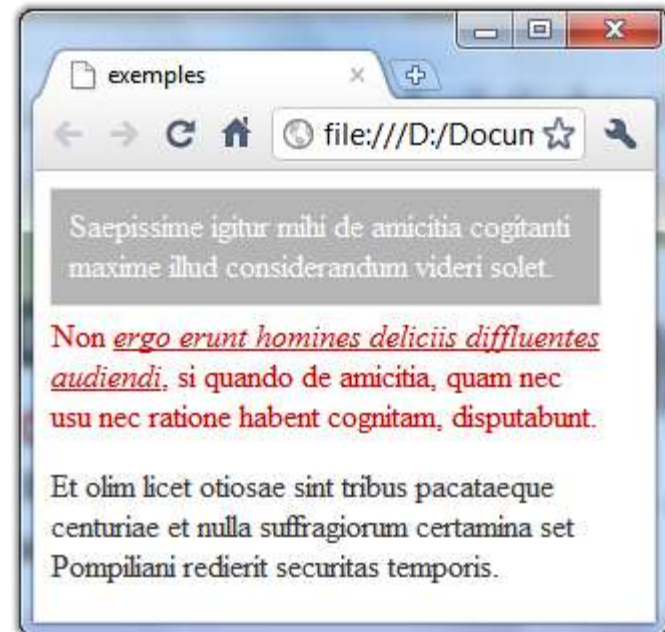 exemples
file:///D:/Docun
Saepissime igitur mihi de amicitia cogitanti
maxime illud considerandum videri solet.
Non ergo erunt homines deliciis diffluentes
audiendi, si quando de amicitia, quam nec
usu nec ratione habent cognitam, disputabunt.
Et olim licet otiosae sint tribus pacataeque
centuriae et nulla suffragiorum certamina set
Pompiliani redierit securitas temporis.